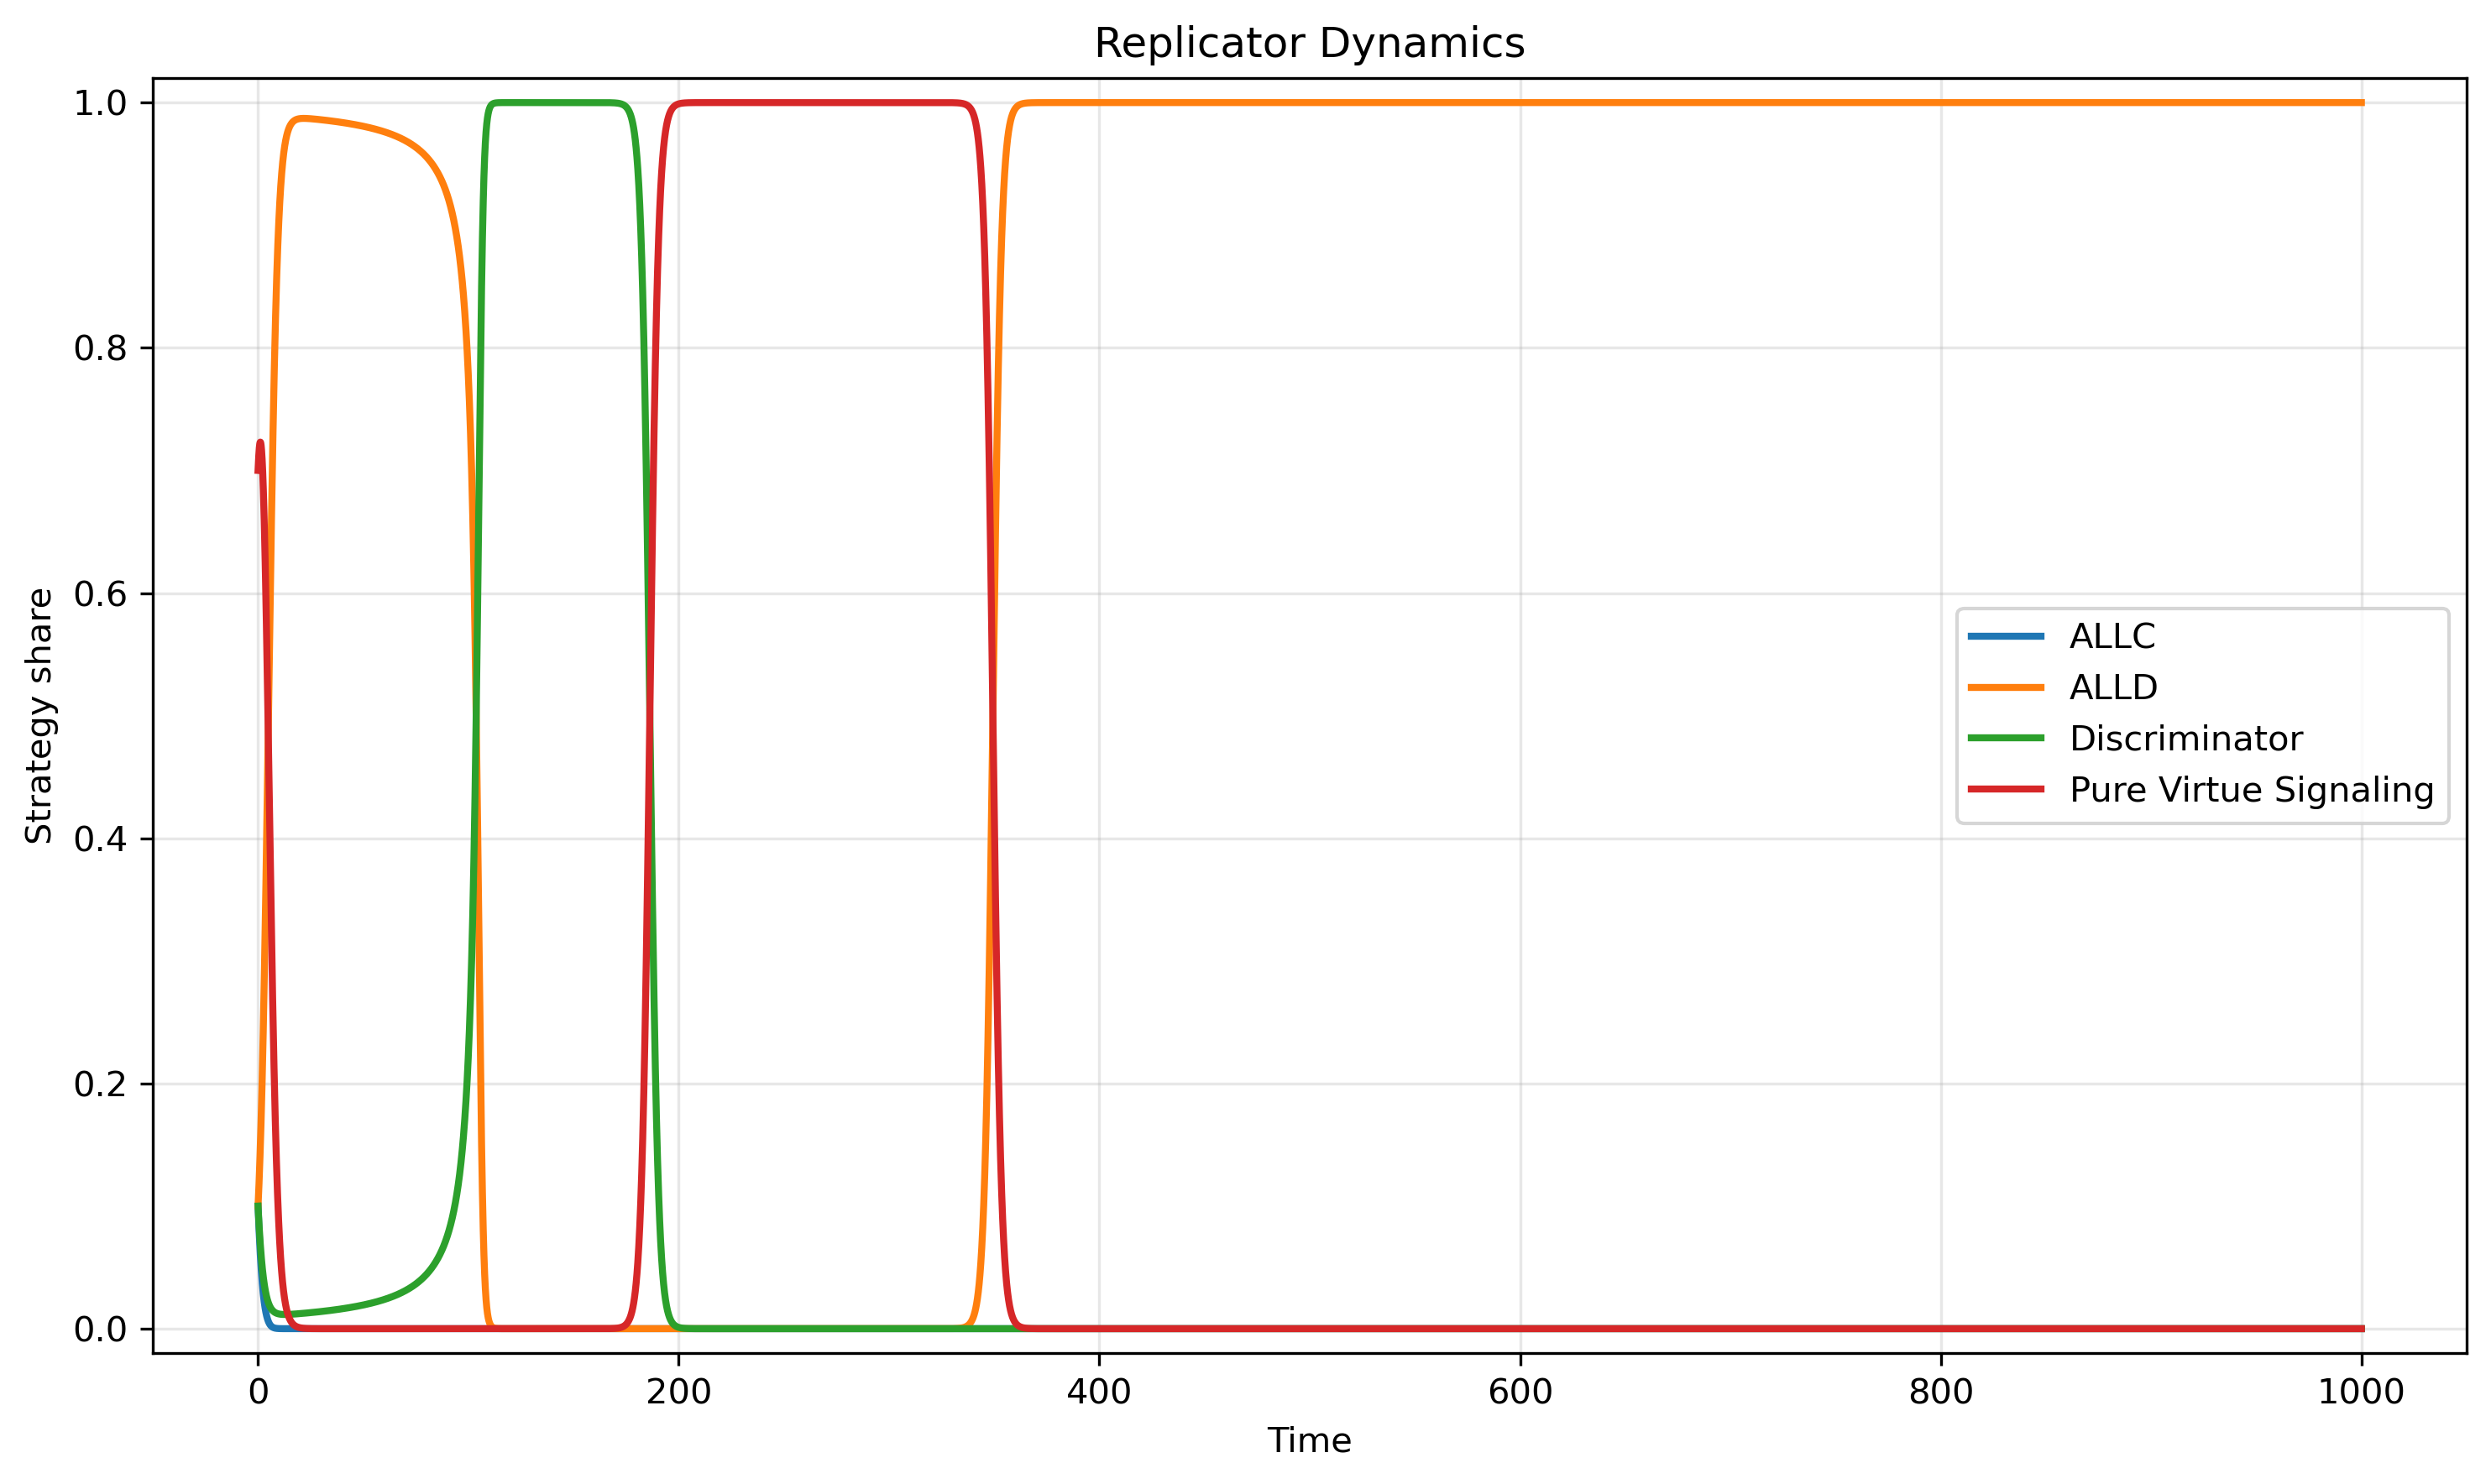 Replicator Dynamics
Strategy share
1.0
0.8
0.6
0.4
0.2
0.0
ALLC
ALLD
Discriminator
Pure Virtue Signaling
0 200 400 600 800 1000
Time